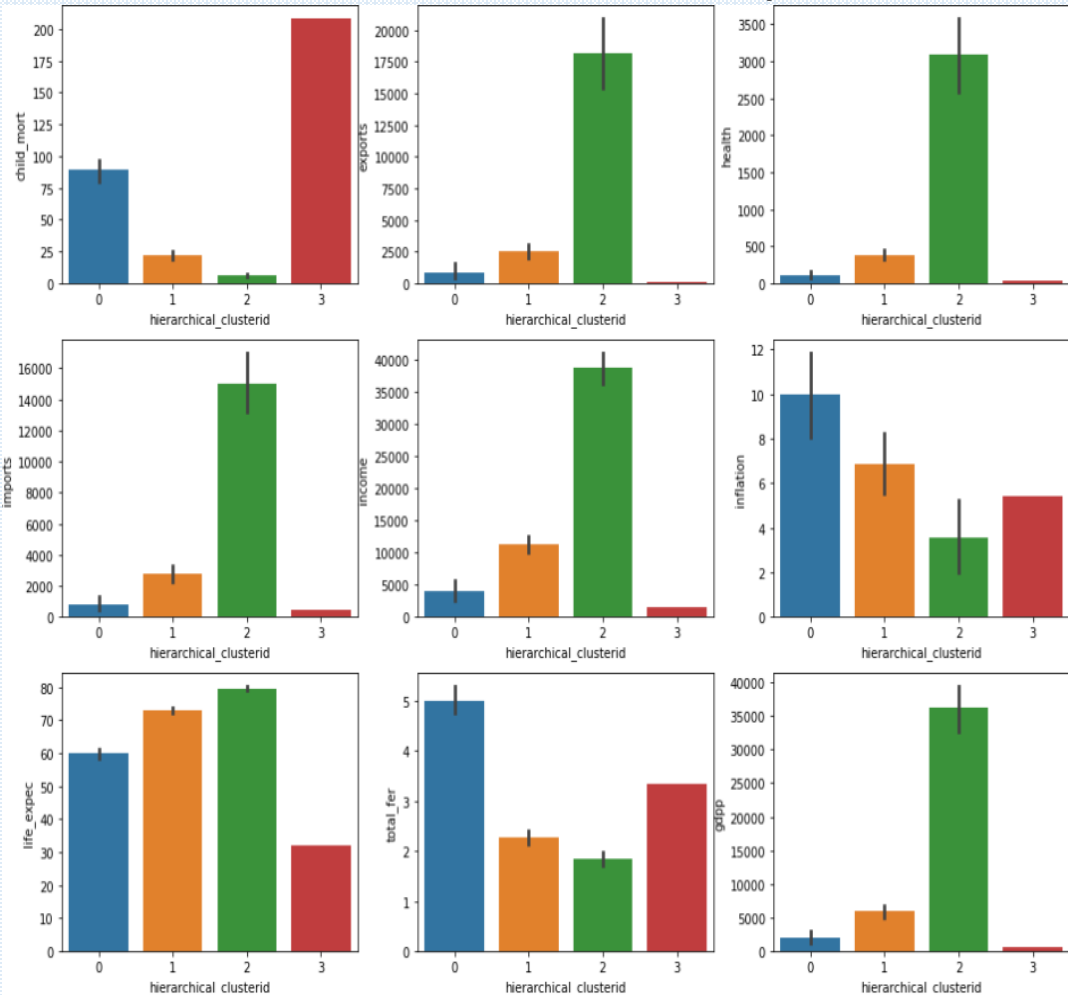 child_mort
200
175
150
125
100
75
50
25
0
0 1 2 3
hierarchical_clusterid
exports
20000
17500
15000
12500
10000
7500
5000
2500
0
0 1 2 3
hierarchical_clusterid
health
3500
3000
2500
2000
1500
1000
500
0
0 1 2 3
hierarchical_clusterid
imports
16000
14000
12000
10000
8000
6000
4000
2000
0
0 1 2 3
hierarchical_clusterid
income
40000
35000
30000
25000
20000
15000
10000
5000
0
0 1 2 3
hierarchical_clusterid
inflation
12
10
8
6
4
2
0
0 1 2 3
hierarchical_clusterid
life_expec
80
70
60
50
40
30
20
10
0
0 1 2 3
hierarchical_clusterid
total_fer
5
4
3
2
1
0
0 1 2 3
hierarchical_clusterid
gdpp
40000
35000
30000
25000
20000
15000
10000
5000
0
0 1 2 3
hierarchical_clusterid